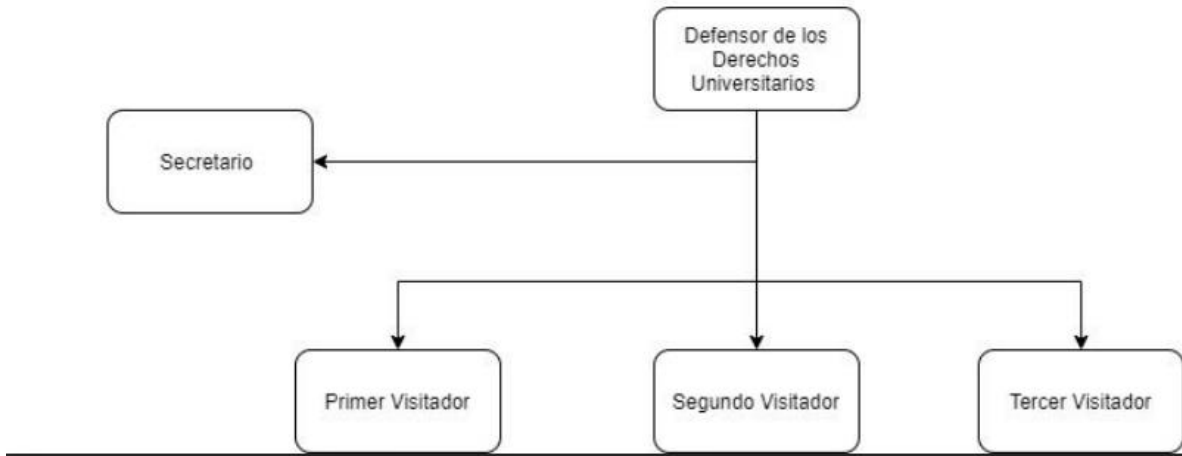 Defensor de los
Derechos
Universitarios
Secretario
Primer Visitador
Segundo Visitador
Tercer Visitador